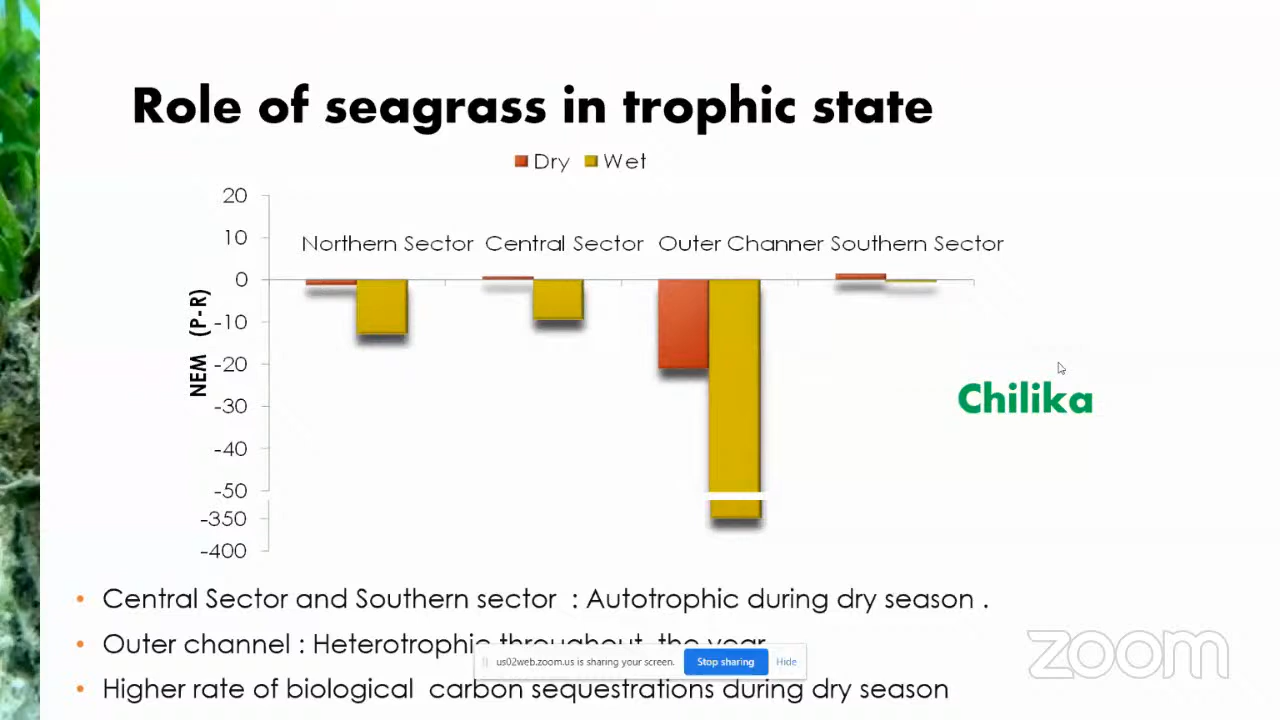 Role of seagrass in trophic state
Dry Wet
20
10
0
-10
-20
-30
-40
-50
-350
-400
NEM (P-R)
Northern Sector Central Sector Outer Channer Southern Sector
Chilika
• Central Sector and Southern sector : Autotrophic during dry season .
• Outer channel : Heterotrophic throughout the year
us02web.zoom.us is sharing your screen. Stop sharing Hide
• Higher rate of biological carbon sequestrations during dry season
zoom